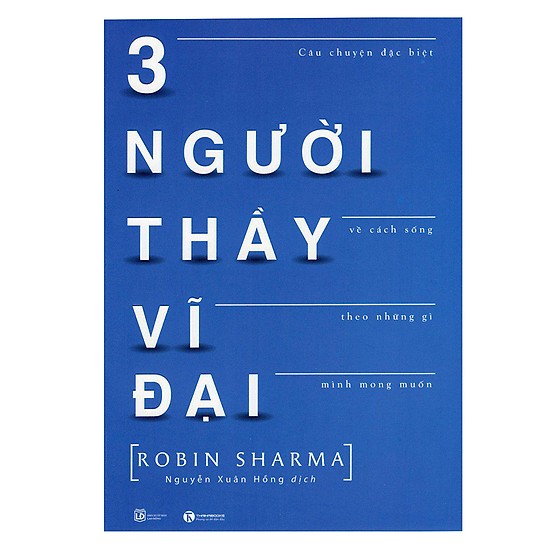 3
Câu chuyện đặc biệt
NGƯỜI
THẦY
về cách sống
VĨ
theo những gì
ĐẠI
mình mong muốn
[ROBIN SHARMA]
Nguyễn Xuân Hồng dịch
THAIHABOOKS